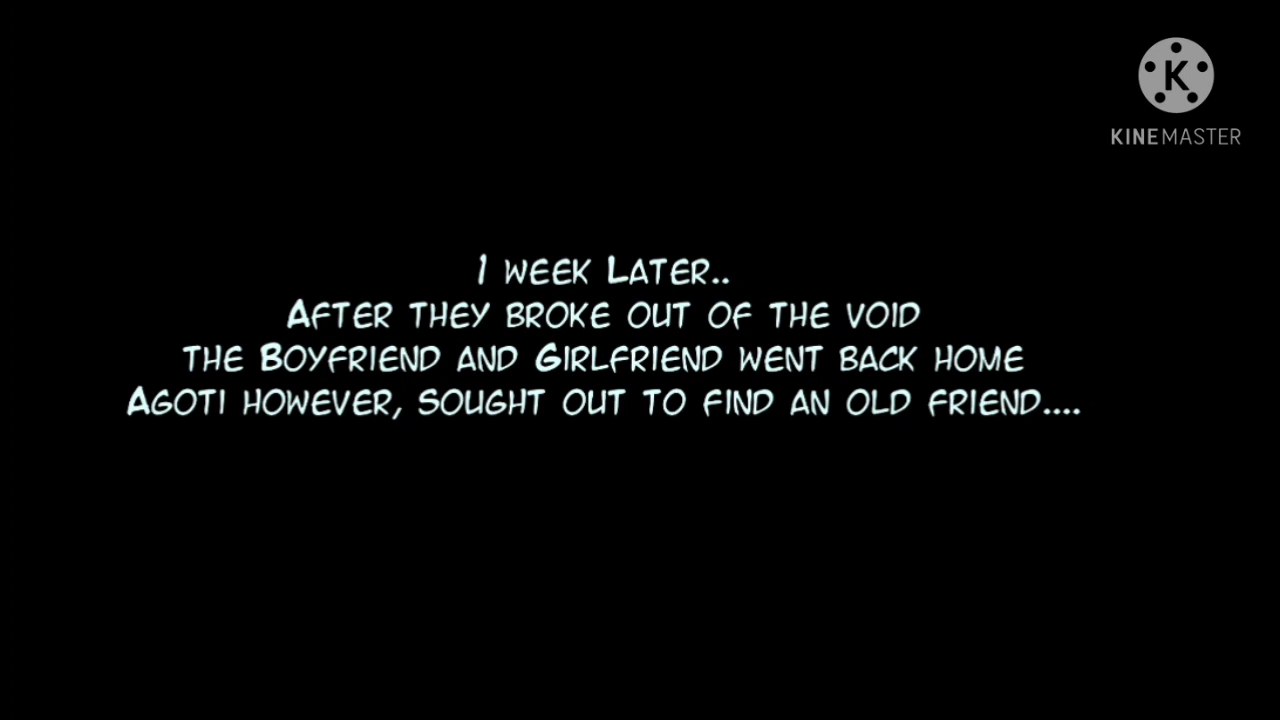 K
KINEMASTER
1 week Later..
After they broke out of the void
the Boyfriend and Girlfriend went back home
Agoti however, sought out to find an old friend....